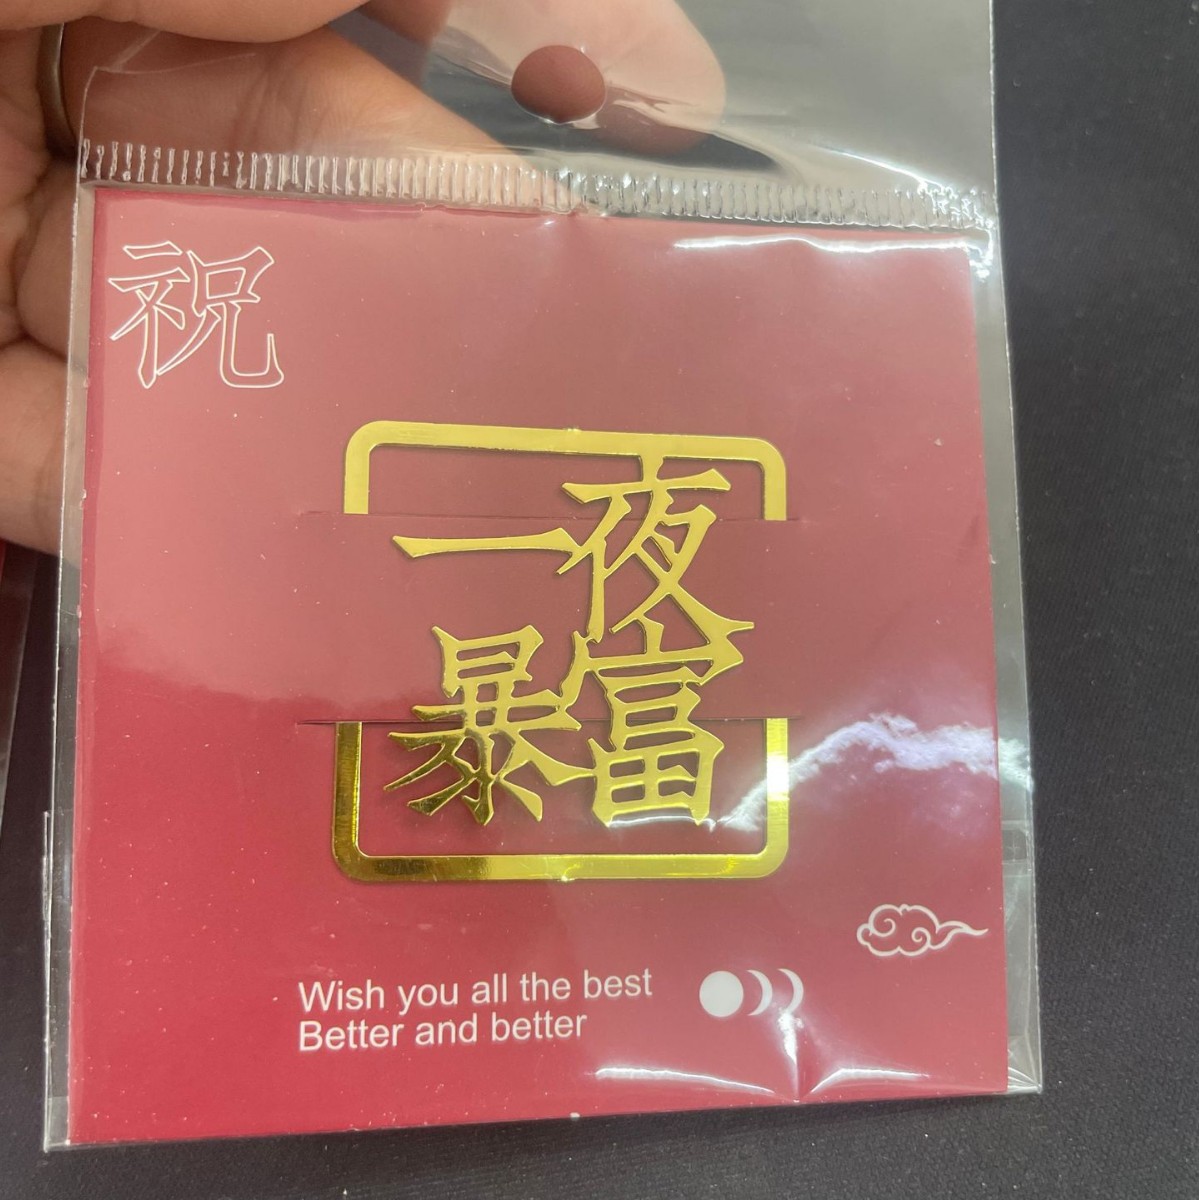 祝
一夜
暴富
Wish you all the best
Better and better